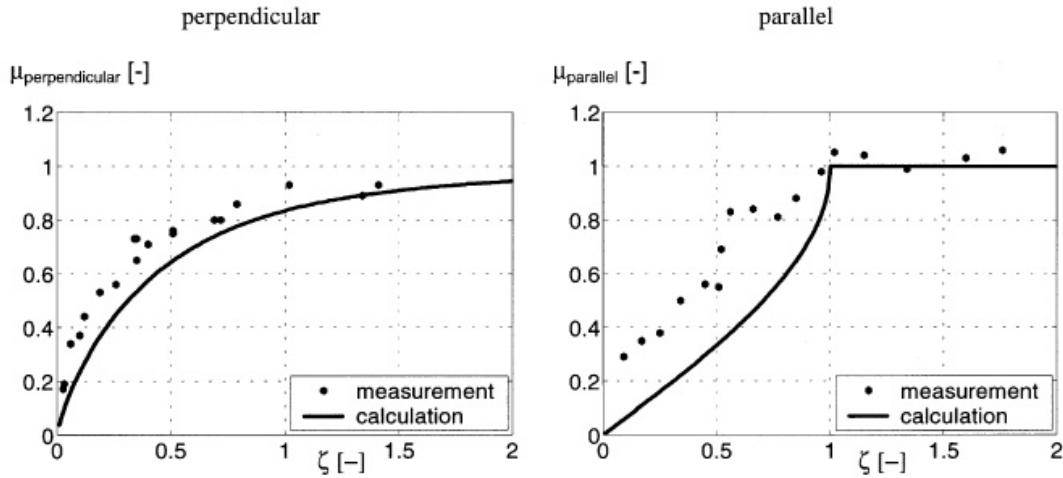 perpendicular
μperpendicular [-]
1.2
1
0.8
0.6
0.4
0.2
0
0
0.5
1
1.5
2
ζ [–]
measurement
calculation
parallel
μparallel [-]
1.2
1
0.8
0.6
0.4
0.2
0
0
0.5
1
1.5
2
ζ [–]
measurement
calculation